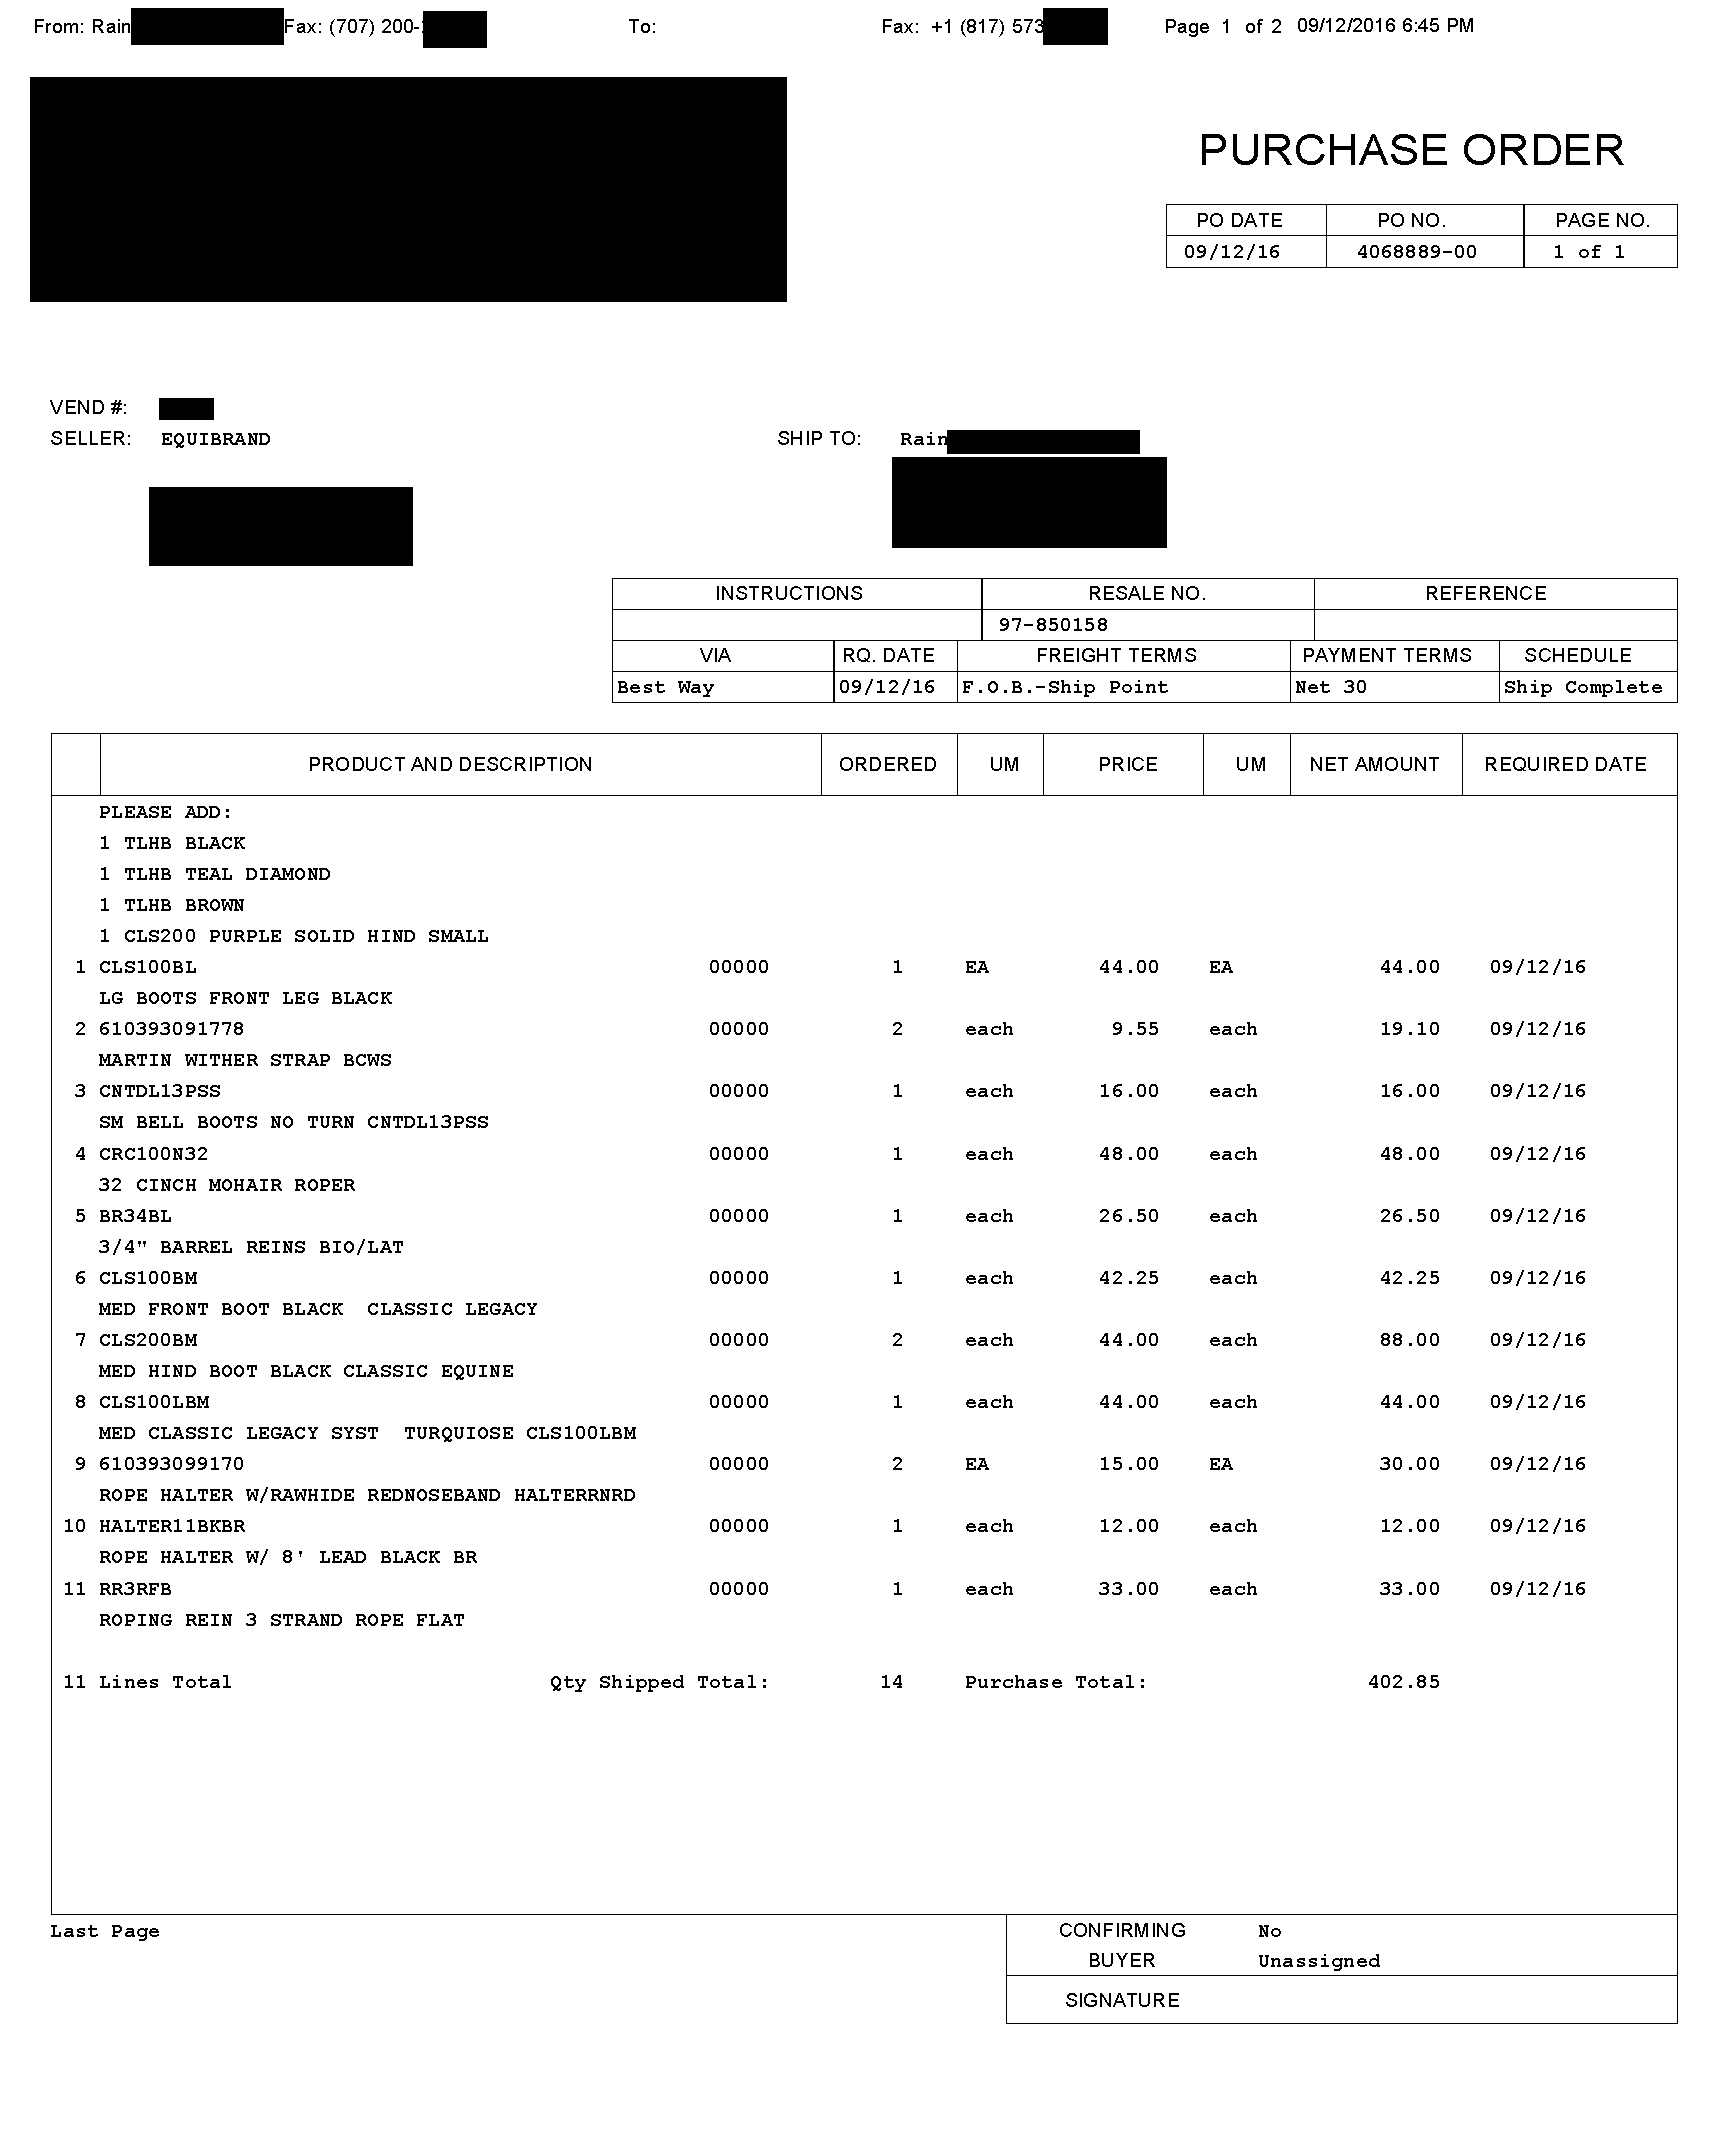 From: Rain Fax: (707) 200- To: Fax: +1 (817) 573 Page 1 of 2 09/12/2016 6:45 PM
PURCHASE ORDER
PO DATE PO NO. PAGE NO.
09/12/16 4068889-00 1 of 1
VEND #:
SELLER: EQUIBRAND SHIP TO: Rain
INSTRUCTIONS RESALE NO. REFERENCE
97-850158
VIA RQ. DATE FREIGHT TERMS PAYMENT TERMS SCHEDULE
Best Way 09/12/16 F.O.B.-Ship Point Net 30 Ship Complete
PRODUCT AND DESCRIPTION ORDERED UM PRICE UM NET AMOUNT REQUIRED DATE
PLEASE ADD:
1 TLHB BLACK
1 TLHB TEAL DIAMOND
1 TLHB BROWN
1 CLS200 PURPLE SOLID HIND SMALL
1 CLS100BL 00000 1 EA 44.00 EA 44.00 09/12/16
LG BOOTS FRONT LEG BLACK
2 610393091778 00000 2 each 9.55 each 19.10 09/12/16
MARTIN WITHER STRAP BCWS
3 CNTDL13PSS 00000 1 each 16.00 each 16.00 09/12/16
SM BELL BOOTS NO TURN CNTDL13PSS
4 CRC100N32 00000 1 each 48.00 each 48.00 09/12/16
32 CINCH MOHAIR ROPER
5 BR34BL 00000 1 each 26.50 each 26.50 09/12/16
3/4" BARREL REINS BIO/LAT
6 CLS100BM 00000 1 each 42.25 each 42.25 09/12/16
MED FRONT BOOT BLACK CLASSIC LEGACY
7 CLS200BM 00000 2 each 44.00 each 88.00 09/12/16
MED HIND BOOT BLACK CLASSIC EQUINE
8 CLS100LBM 00000 1 each 44.00 each 44.00 09/12/16
MED CLASSIC LEGACY SYST TURQUIOSE CLS100LBM
9 610393099170 00000 2 EA 15.00 EA 30.00 09/12/16
ROPE HALTER W/RAWHIDE REDNOSEBAND HALTERRNRD
10 HALTER11BKBR 00000 1 each 12.00 each 12.00 09/12/16
ROPE HALTER W/ 8' LEAD BLACK BR
11 RR3RFB 00000 1 each 33.00 each 33.00 09/12/16
ROPING REIN 3 STRAND ROPE FLAT
11 Lines Total Qty Shipped Total: 14 Purchase Total: 402.85
Last Page CONFIRMING No
BUYER Unassigned
SIGNATURE